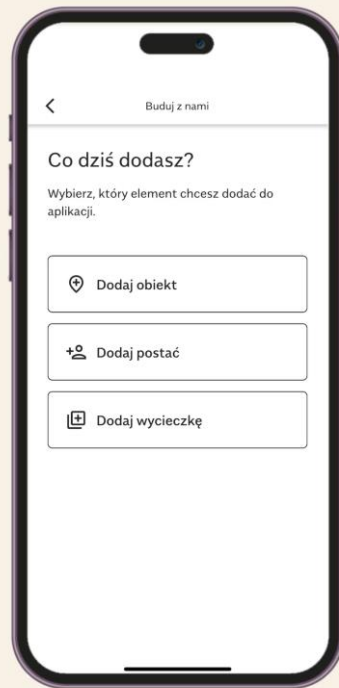 Buduj z nami
Co dziś dodasz?
Wybierz, który element chcesz dodać do
aplikacji.
Dodaj obiekt
Dodaj postać
Dodaj wycieczkę